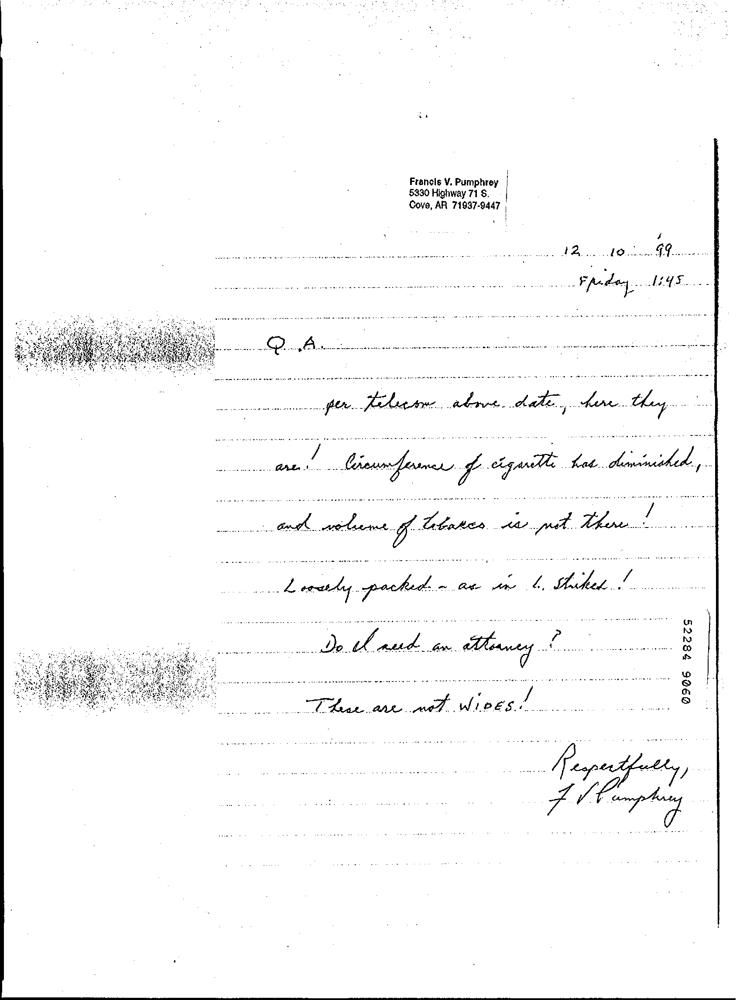 Francis V. Pumphrey
5330 Highway 71 S.
Cove, AR 71937-9447
12 10 '99
Friday 1:45
Q.A.
per telecom above date, here they
are! Circumference of cigarette has diminished,
and volume of tobacco is not there!
Loosely packed - as in L. Strikes!
Do I need an attorney?
These are not WIDES!
Respectfully,
F V Pumphrey
52284 9060